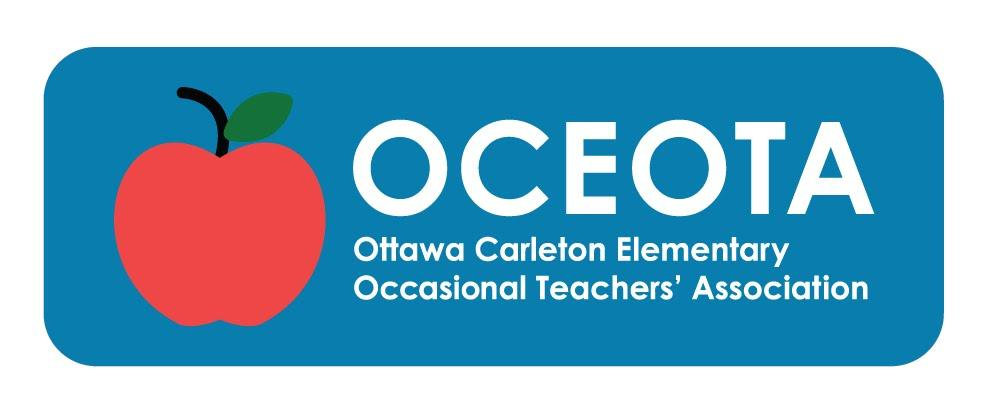 OCEOTA
Ottawa Carleton Elementary
Occasional Teachers’ Association